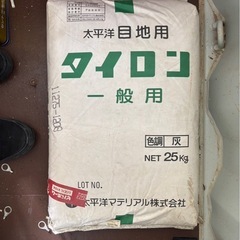 太平洋 目地用
タイロン
一般用
色調 灰
NET 25Kg
LOT NO.
太平洋マテリアル株式会社